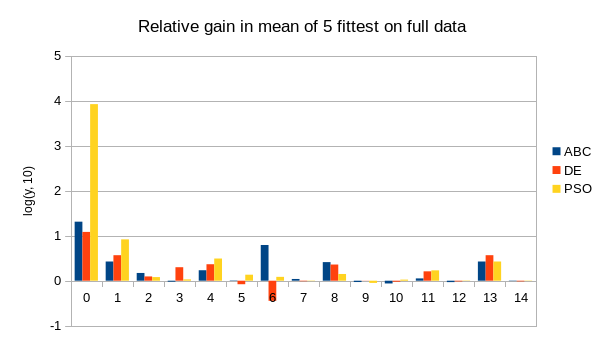 Relative gain in mean of 5 fittest on full data
5
4
3
2
1
0
-1
log(y, 10)
0 1 2 3 4 5 6 7 8 9 10 11 12 13 14
ABC
DE
PSO